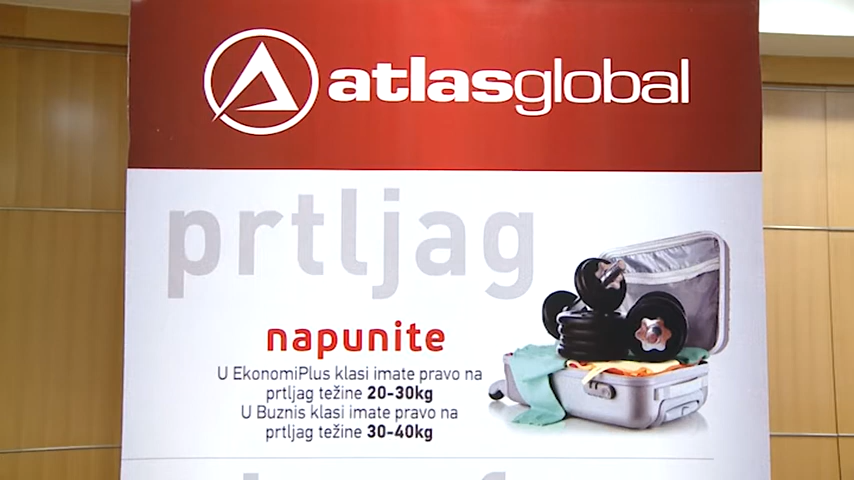 atlasglobal
prtljag
napunite
U EkonomiPlus klasi imate pravo na
prtljag težine 20-30kg
U Buznis klasi imate pravo na
prtljag težine 30-40kg